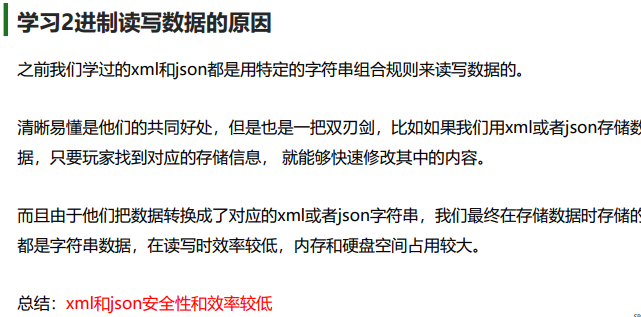 学习2进制读写数据的原因
之前我们学过的xml和json都是用特定的字符串组合规则来读写数据的。
清晰易懂是他们的共同好处，但是也是一把双刃剑，比如如果我们用xml或者json存储数
据，只要玩家找到对应的存储信息， 就能够快速修改其中的内容。
而且由于他们把数据转换成了对应的xml或者json字符串，我们最终在存储数据时存储的
都是字符串数据，在读写时效率较低，内存和硬盘空间占用较大。
总结：xml和json安全性和效率较低